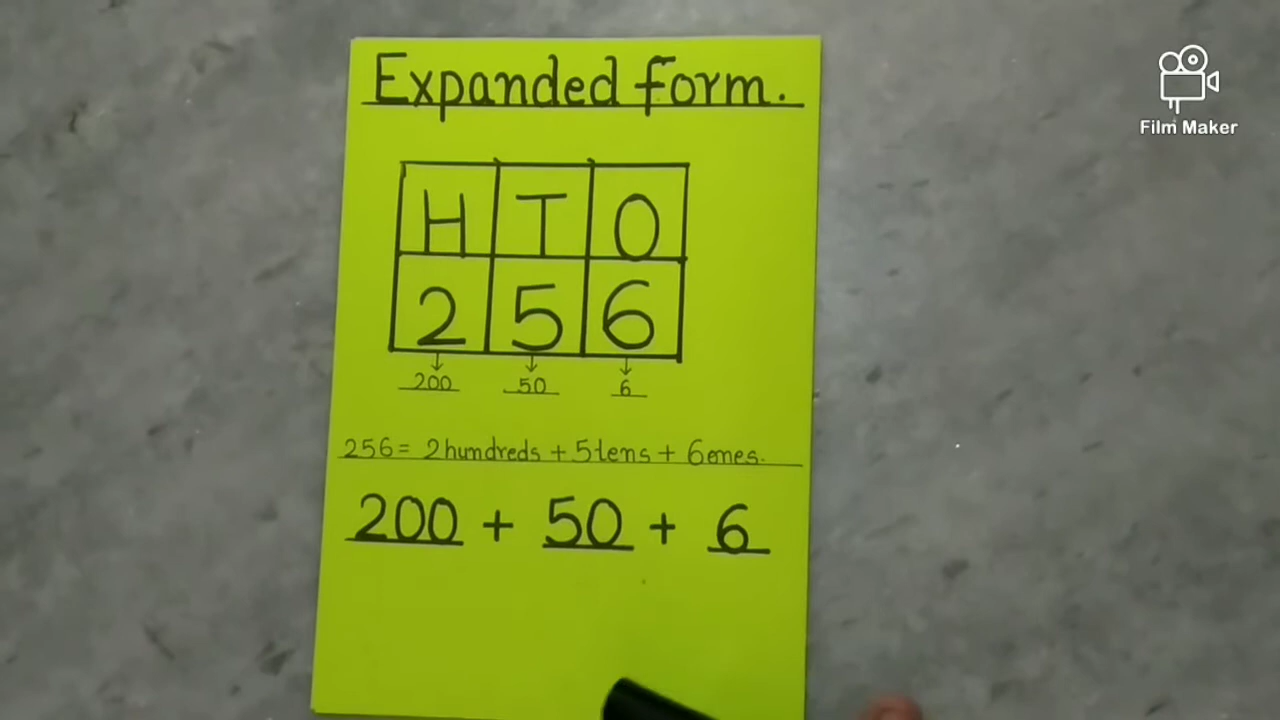 Expanded form.
Film Maker
H T O
2 5 6
200 50 6
256 = 2 hundreds + 5 tens + 6 ones.
200 + 50 + 6